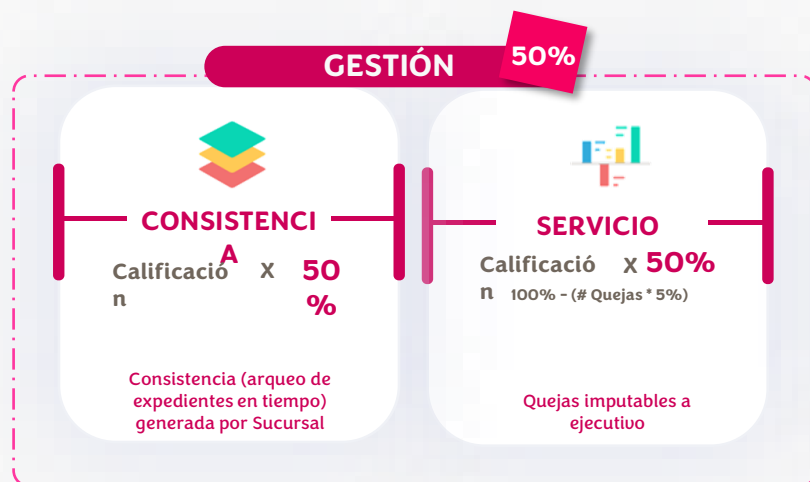 GESTIÓN
50%
CONSISTENCI
A
Calificació
n
X
50
%
Consistencia (arqueo de
expedientes en tiempo)
generada por Sucursal
SERVICIO
Calificació
n
X 50%
100% - (# Quejas * 5%)
Quejas imputables a
ejecutivo